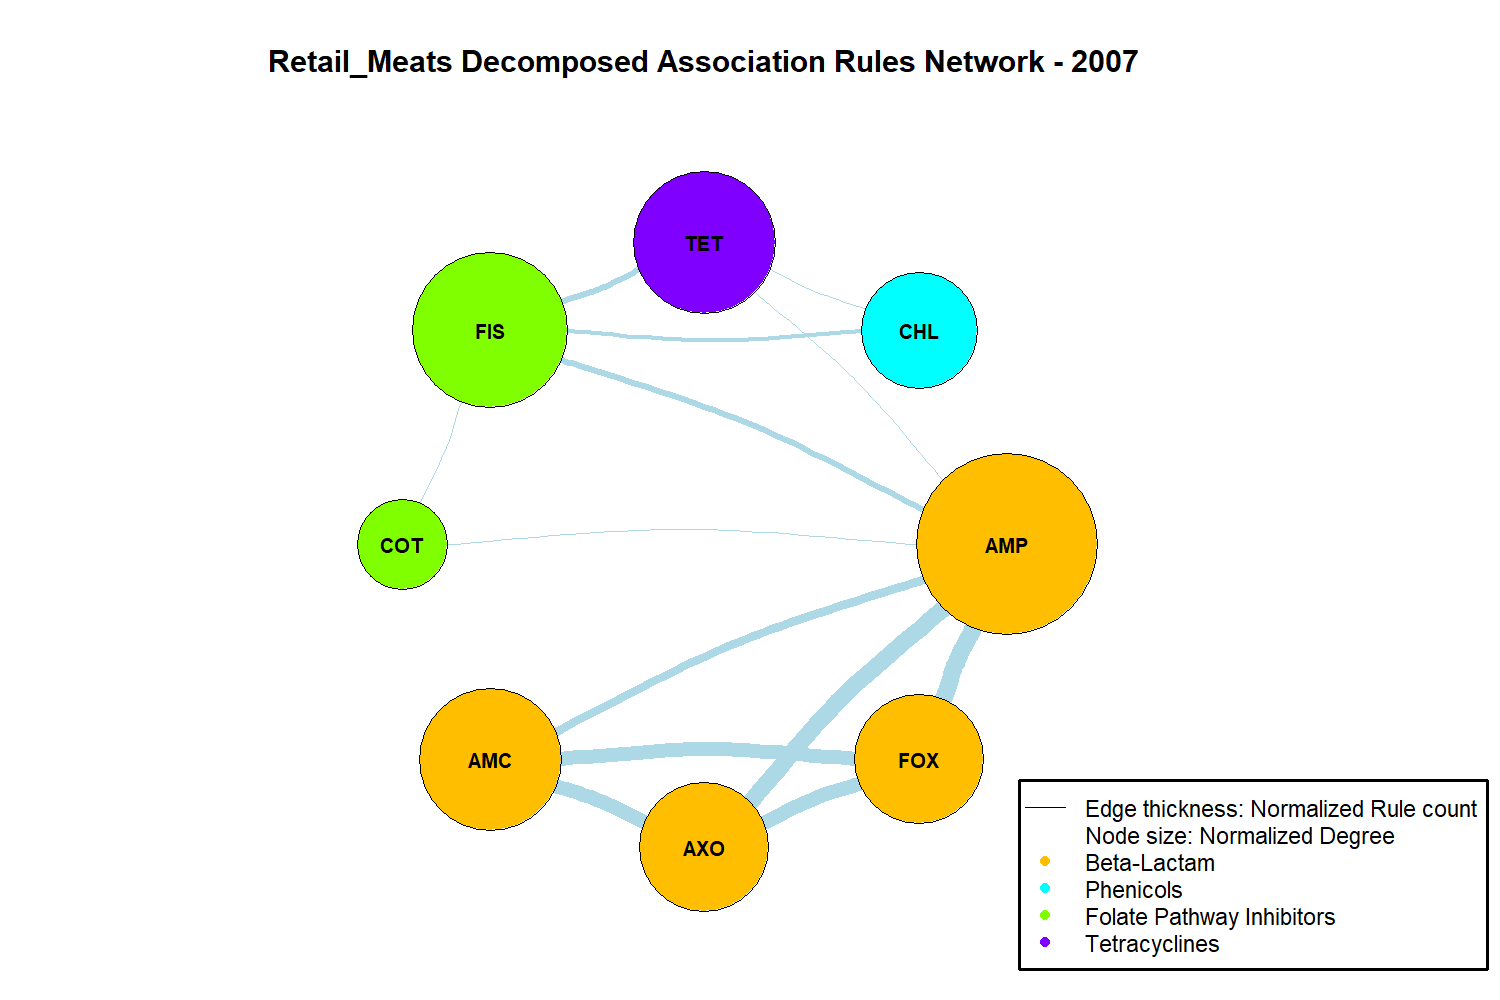 Retail_Meats Decomposed Association Rules Network - 2007
TET
FIS
CHL
COT
AMP
AMC
FOX
AXO
Edge thickness: Normalized Rule count
Node size: Normalized Degree
Beta-Lactam
Phenicols
Folate Pathway Inhibitors
Tetracyclines